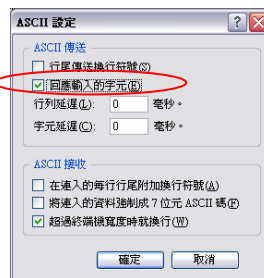 ASCII 設定
ASCII 傳送
行尾傳送換行符號(S)
回應輸入的字元(E)
行列延遲(L): 0 毫秒。
字元延遲(C): 0 毫秒。
ASCII 接收
在連入的每行行尾附加換行符號(A)
將連入的資料強制成 7 位元 ASCII 碼(F)
超過終端機寬度時就換行(W)
確定 取消